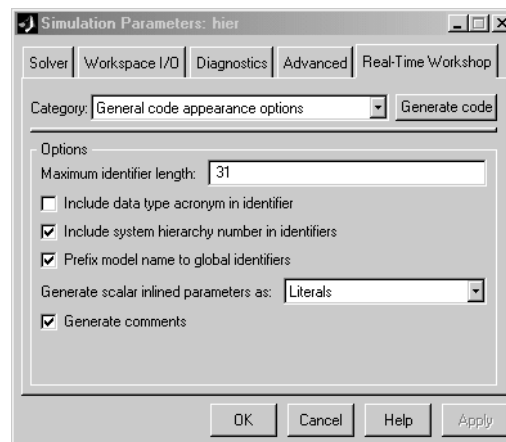 Simulation Parameters: hier
Solver Workspace I/O Diagnostics Advanced Real-Time Workshop
Category: General code appearance options Generate code
Options
Maximum identifier length: 31
Include data type acronym in identifier
Include system hierarchy number in identifiers
Prefix model name to global identifiers
Generate scalar inlined parameters as: Literals
Generate comments
OK Cancel Help Apply